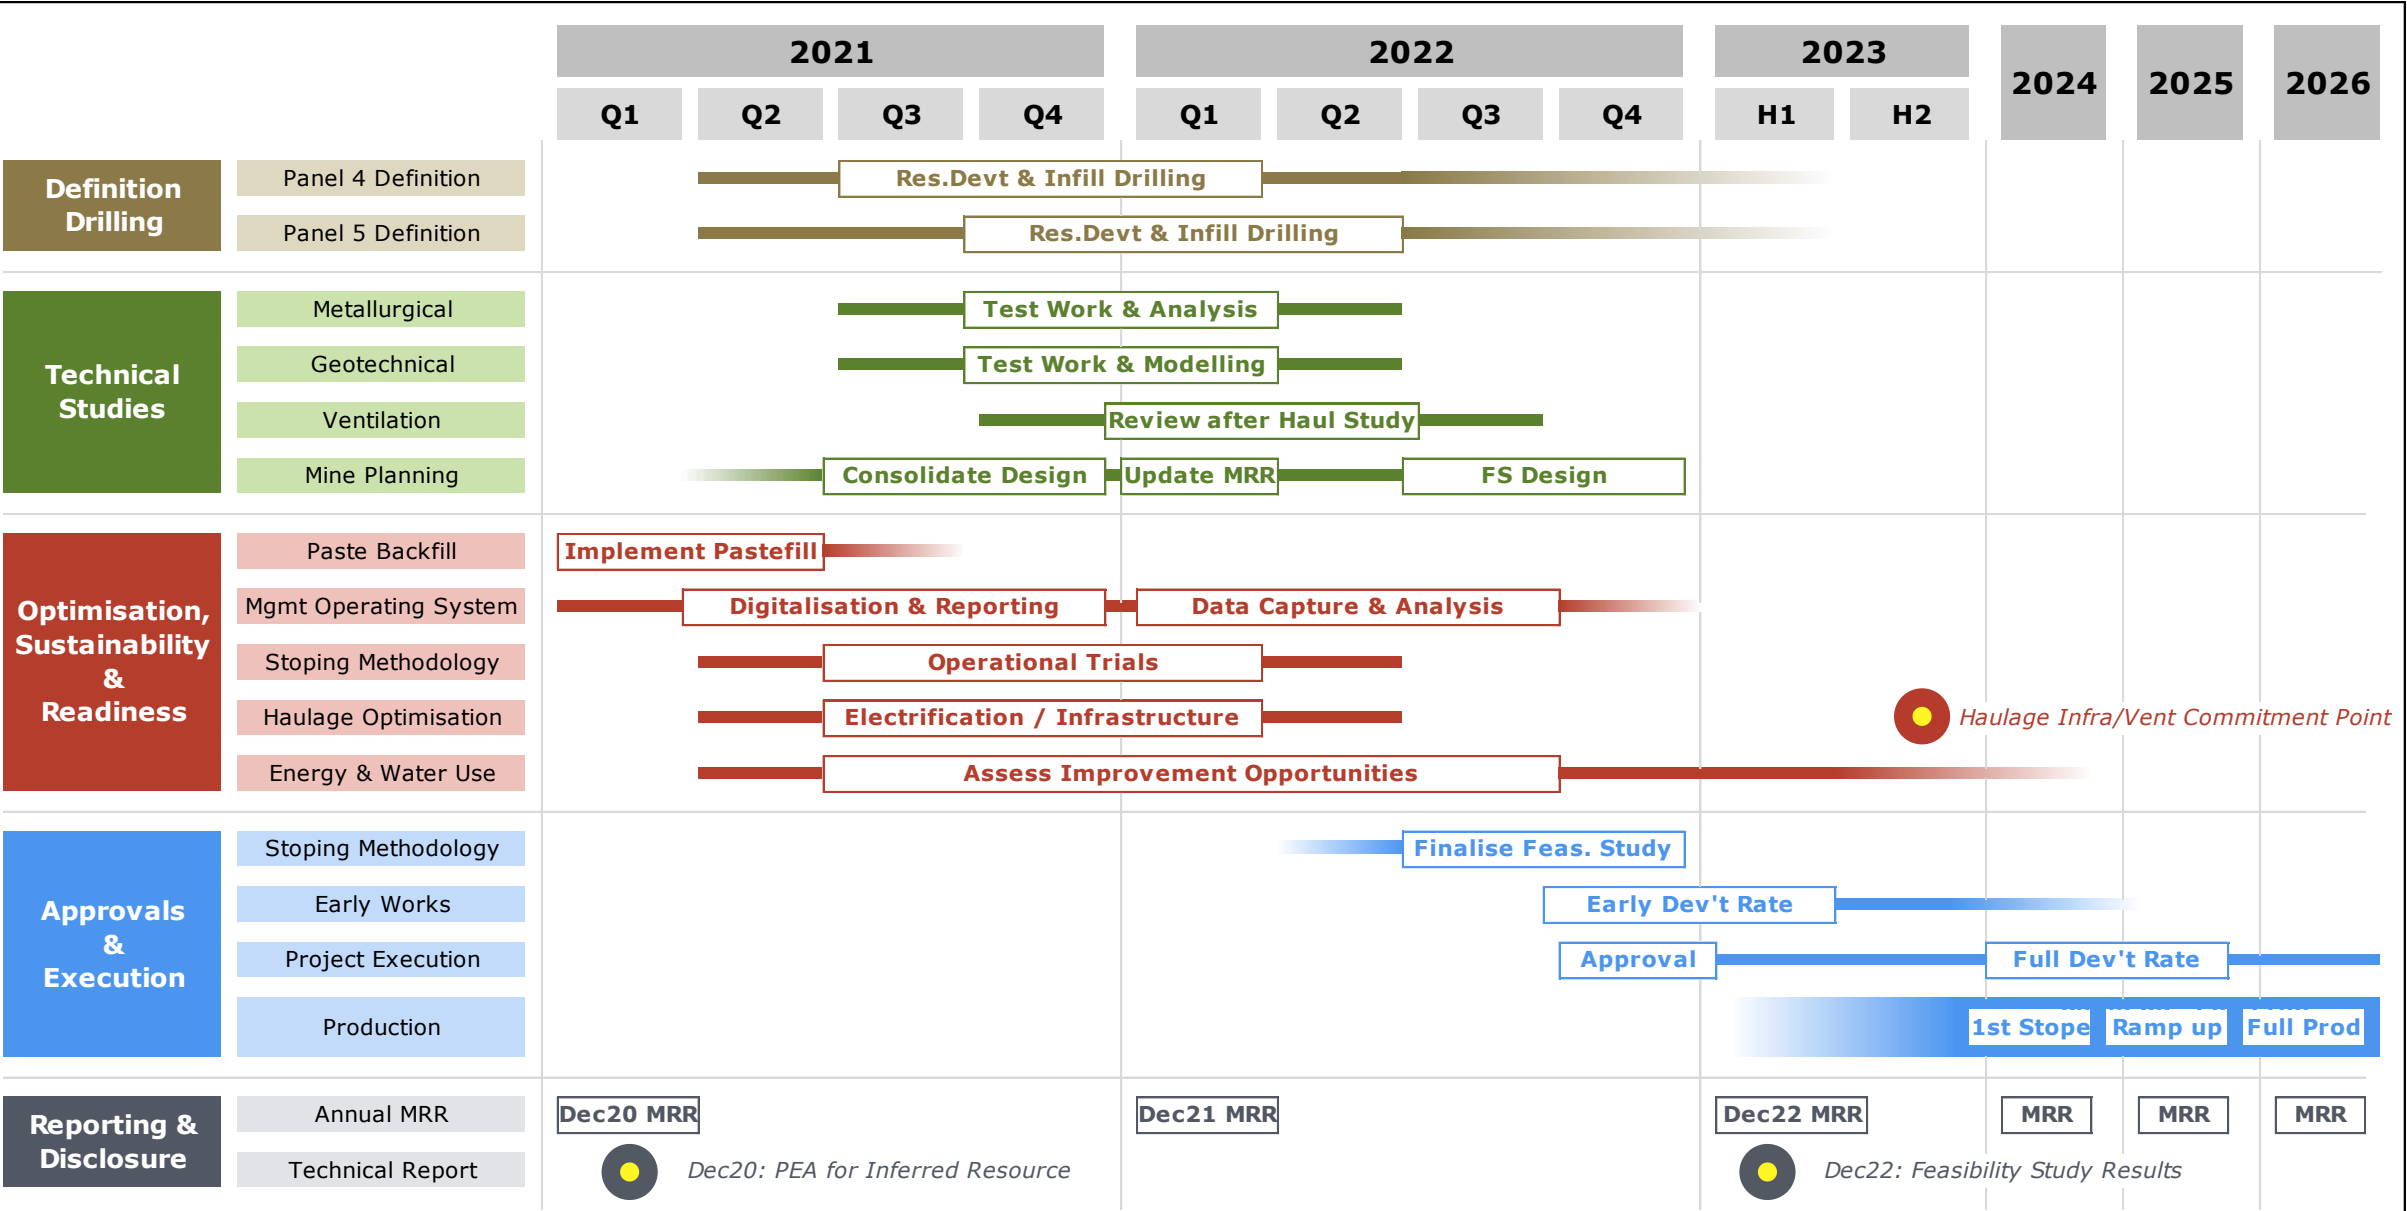 2021
2022
2023
2024
2025
2026
Q1
Q2
Q3
Q4
Q1
Q2
Q3
Q4
H1
H2
Definition
Drilling
Panel 4 Definition
Res.Devt & Infill Drilling
Panel 5 Definition
Res.Devt & Infill Drilling
Technical
Studies
Metallurgical
Test Work & Analysis
Geotechnical
Test Work & Modelling
Ventilation
Review after Haul Study
Mine Planning
Consolidate Design
Update MRR
FS Design
Optimisation,
Sustainability
&
Readiness
Paste Backfill
Implement Pastefill
Mgmt Operating System
Digitalisation & Reporting
Data Capture & Analysis
Stoping Methodology
Operational Trials
Haulage Optimisation
Electrification / Infrastructure
Haulage Infra/Vent Commitment Point
Energy & Water Use
Assess Improvement Opportunities
Approvals
&
Execution
Stoping Methodology
Finalise Feas. Study
Early Works
Early Dev't Rate
Project Execution
Approval
Full Dev't Rate
Production
1st Stope
Ramp up
Full Prod
Reporting &
Disclosure
Annual MRR
Dec20 MRR
Dec21 MRR
Dec22 MRR
MRR
MRR
MRR
Technical Report
Dec20: PEA for Inferred Resource
Dec22: Feasibility Study Results